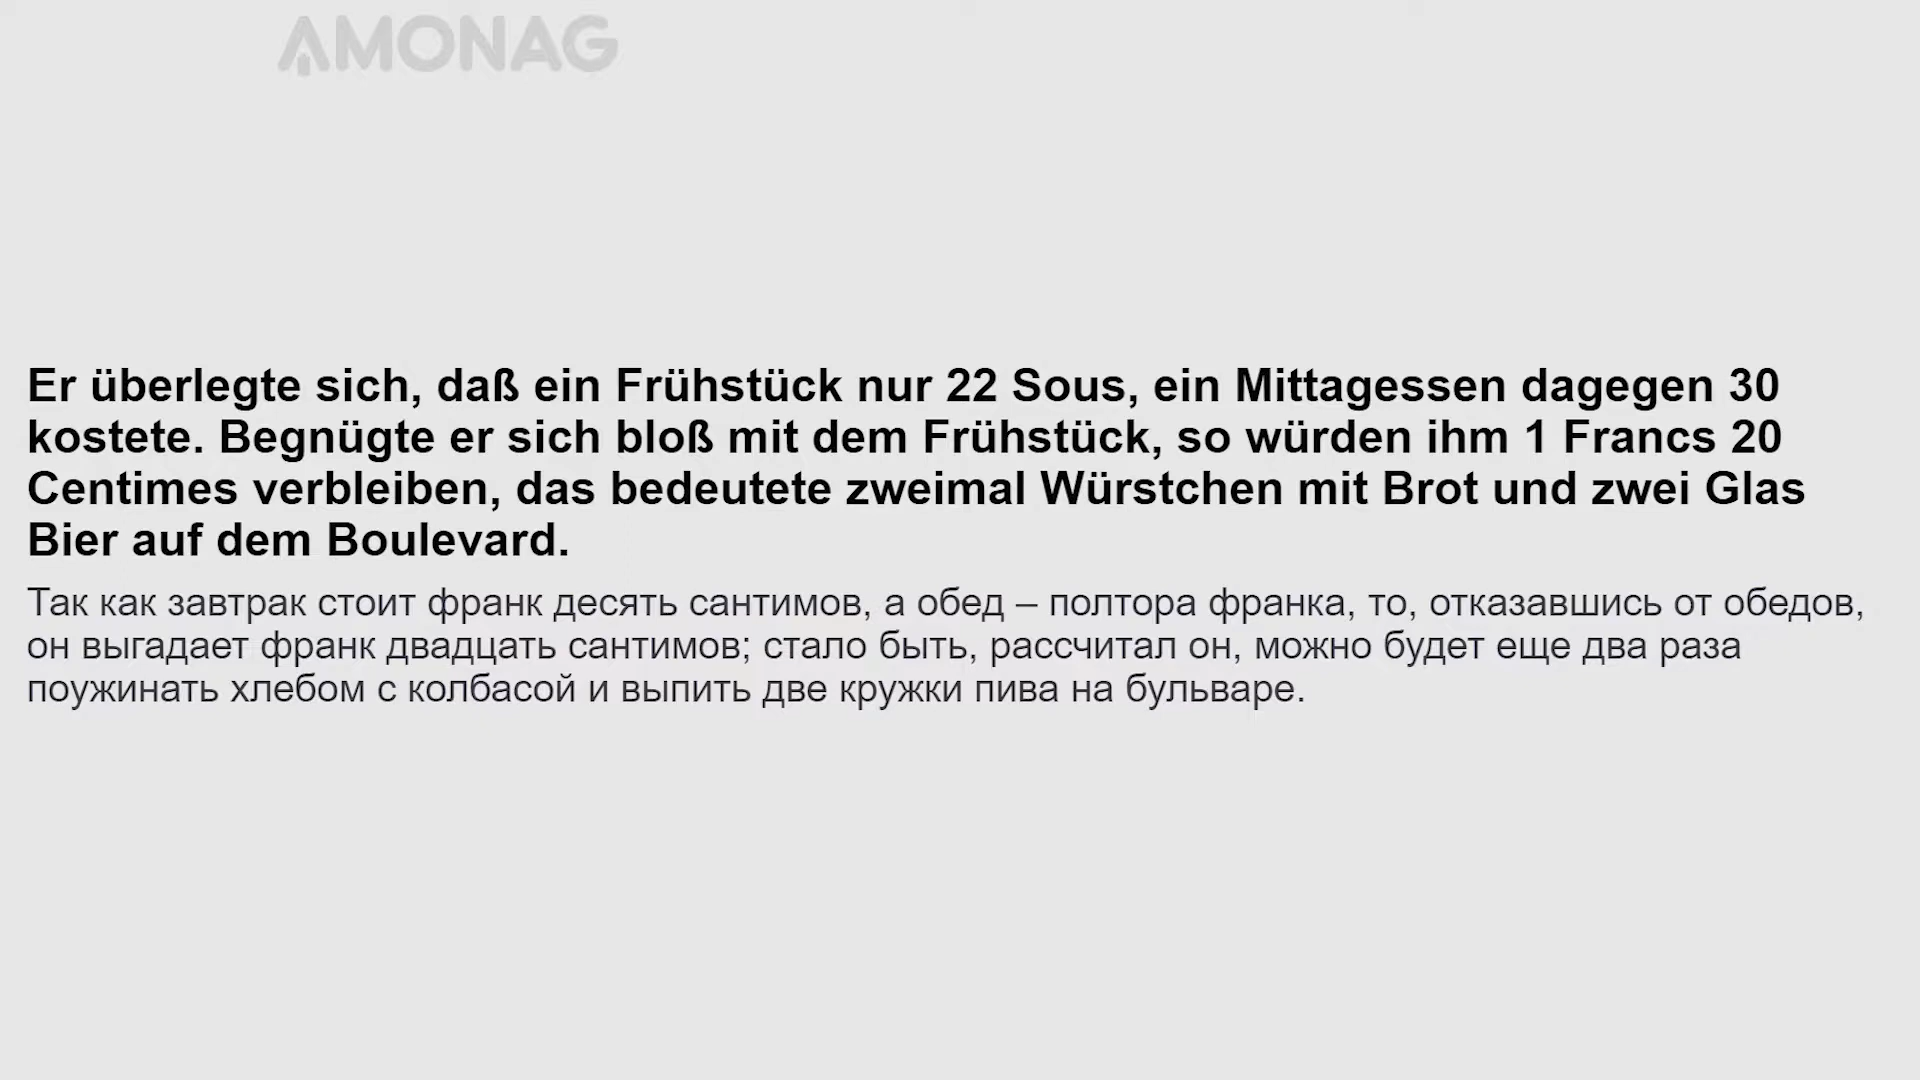 AMONAG
Er überlegte sich, daß ein Frühstück nur 22 Sous, ein Mittagessen dagegen 30
kostete. Begnügte er sich bloß mit dem Frühstück, so würden ihm 1 Francs 20
Centimes verbleiben, das bedeutete zweimal Würstchen mit Brot und zwei Glas
Bier auf dem Boulevard.
Так как завтрак стоит франк десять сантимов, а обед – полтора франка, то, отказавшись от обедов,
он выгадает франк двадцать сантимов; стало быть, рассчитал он, можно будет еще два раза
поужинать хлебом с колбасой и выпить две кружки пива на бульваре.